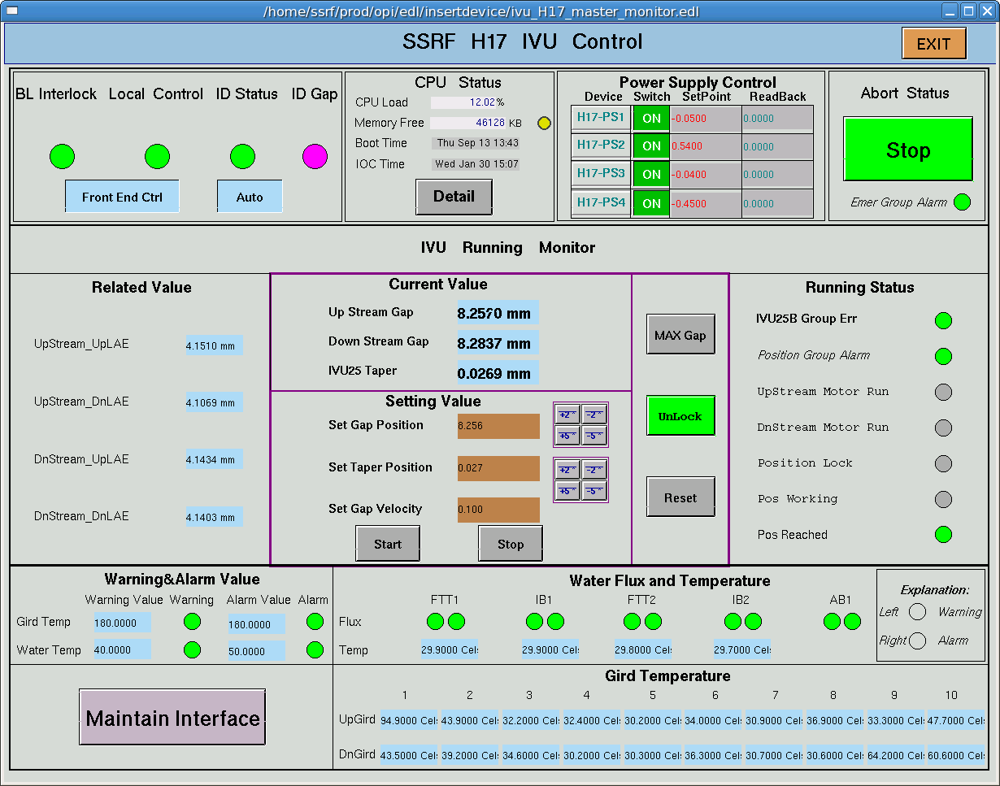 /home/ssrf/prod/opi/edl/insertdevice/ivu_H17_master_monitor.edl
SSRF H17 IVU Control
EXIT
BL Interlock Local Control ID Status ID Gap
Front End Ctrl
Auto
CPU Status
CPU Load 12.02%
Memory Free 46128 KB
Boot Time Thu Sep 13 13:43
IOC Time Wed Jan 30 15:07
Detail
Power Supply Control
Device Switch SetPoint ReadBack
H17-PS1 ON -0.0500 0.0000
H17-PS2 ON 0.5400 0.0000
H17-PS3 ON -0.0400 0.0000
H17-PS4 ON -0.4500 0.0000
Abort Status
Stop
Emer Group Alarm
IVU Running Monitor
Related Value
UpStream_UpLAE 4.1510 mm
UpStream_DnLAE 4.1069 mm
DnStream_UpLAE 4.1434 mm
DnStream_DnLAE 4.1403 mm
Current Value
Up Stream Gap mm
Down Stream Gap 8.2837 mm
IVU25 Taper 0.0269 mm
Setting Value
Set Gap Position 8.256
+2 ^ -2 ^
+5 ^ -5 ^
Set Taper Position 0.027
+2 ^ -2 ^
+5 ^ -5 ^
Set Gap Velocity 0.100
Start Stop
MAX Gap
UnLock
Reset
Running Status
IVU25B Group Err
Position Group Alarm
UpStream Motor Run
DnStream Motor Run
Position Lock
Pos Working
Pos Reached
Warning&Alarm Value
Warning Value Warning Alarm Value Alarm
Gird Temp 180.0000 180.0000
Water Temp 40.0000 50.0000
Maintain Interface
Water Flux and Temperature
FTT1 IB1 FTT2 IB2 AB1
Flux
Temp 29.9000 Cel 29.9000 Cel 29.8000 Cel 29.7000 Cel
Explanation:
Left Warning
Right Alarm
Gird Temperature
1 2 3 4 5 6 7 8 9 10
UpGird 94.9000 Cel 43.9000 Cel 32.2000 Cel 32.4000 Cel 30.2000 Cel 34.0000 Cel 30.9000 Cel 36.9000 Cel 33.3000 Cel 47.7000 Cel
DnGird 43.5000 Cel 39.2000 Cel 34.6000 Cel 30.2000 Cel 30.3000 Cel 36.3000 Cel 30.7000 Cel 30.6000 Cel 64.2000 Cel 60.6000 Cel